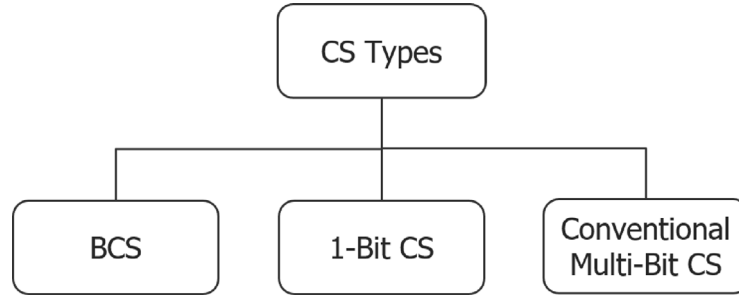 CS Types
BCS
1-Bit CS
Conventional
Multi-Bit CS